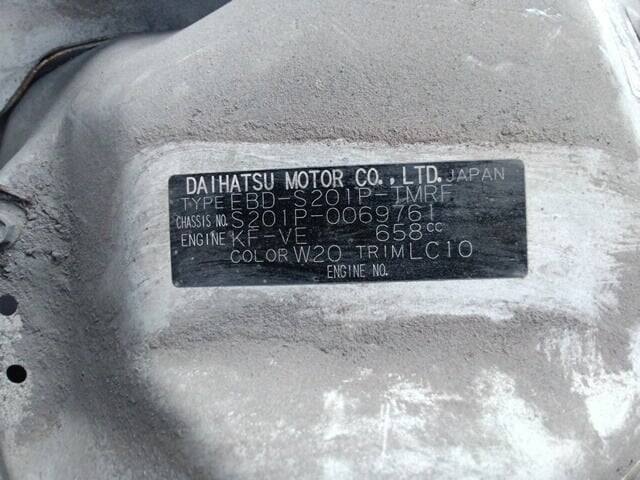 DAIHATSU MOTOR CO., LTD. JAPAN
TYPE EBD-S201P-TMRF
CHASSIS NO. S201P-0069761
ENGINE KF-VE 658cc
COLOR W20 TRIM LC10
ENGINE NO.